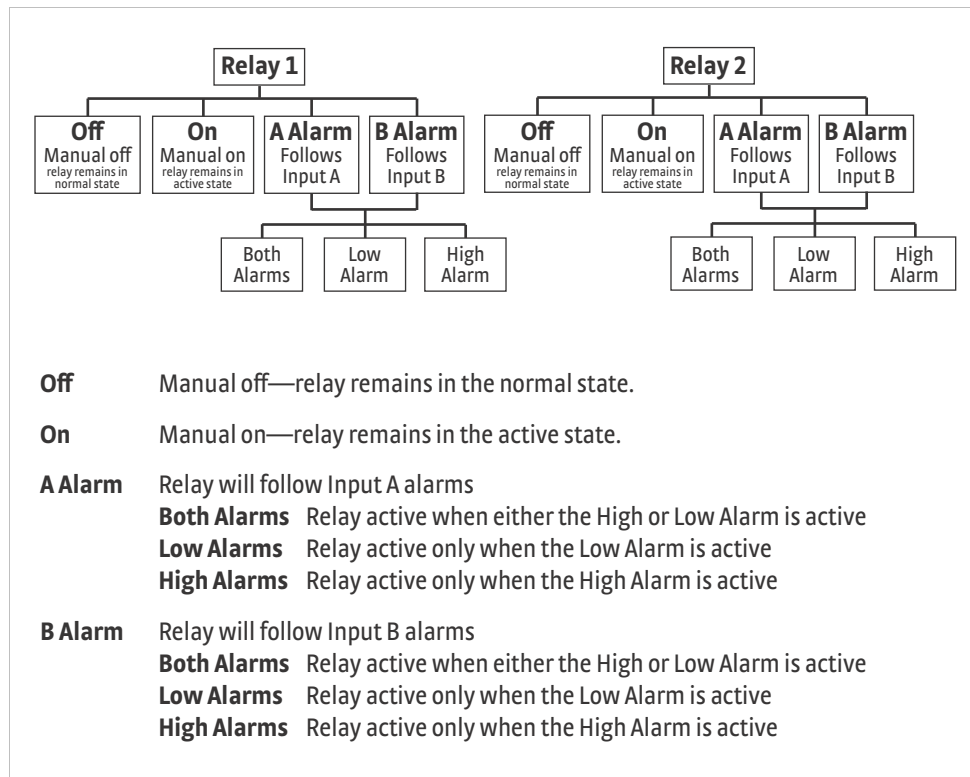 Relay 1
Off
Manual off
relay remains in
normal state
On
Manual on
relay remains in
active state
A Alarm
Follows
Input A
B Alarm
Follows
Input B
Both
Alarms
Low
Alarm
High
Alarm
Relay 2
Off
Manual off
relay remains in
normal state
On
Manual on
relay remains in
active state
A Alarm
Follows
Input A
B Alarm
Follows
Input B
Both
Alarms
Low
Alarm
High
Alarm
Off Manual off—relay remains in the normal state.
On Manual on—relay remains in the active state.
A Alarm Relay will follow Input A alarms
Both Alarms Relay active when either the High or Low Alarm is active
Low Alarms Relay active only when the Low Alarm is active
High Alarms Relay active only when the High Alarm is active
B Alarm Relay will follow Input B alarms
Both Alarms Relay active when either the High or Low Alarm is active
Low Alarms Relay active only when the Low Alarm is active
High Alarms Relay active only when the High Alarm is active